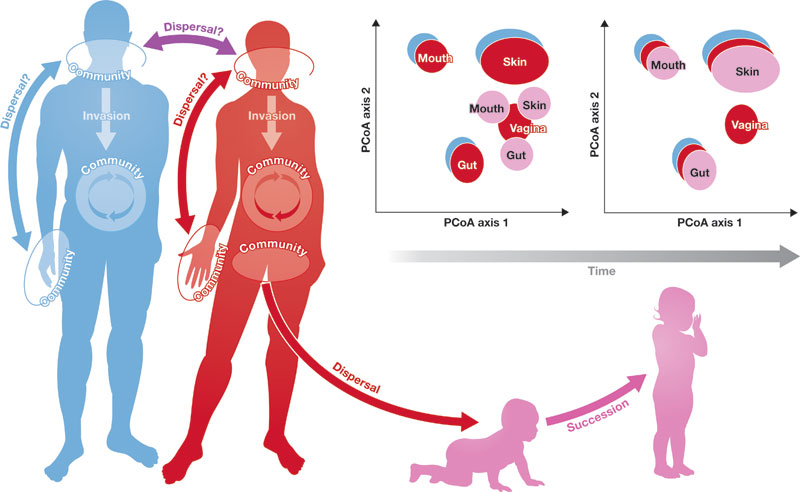 Dispersal?
Community
Dispersal?
Invasion
Community
Community
Community
Dispersal?
Invasion
Community
Community
Community
Dispersal
Succession
PCoA axis 2
Mouth
Skin
Mouth
Skin
Vagina
Gut
Gut
PCoA axis 1
PCoA axis 2
Mouth
Skin
Vagina
Gut
PCoA axis 1
Time